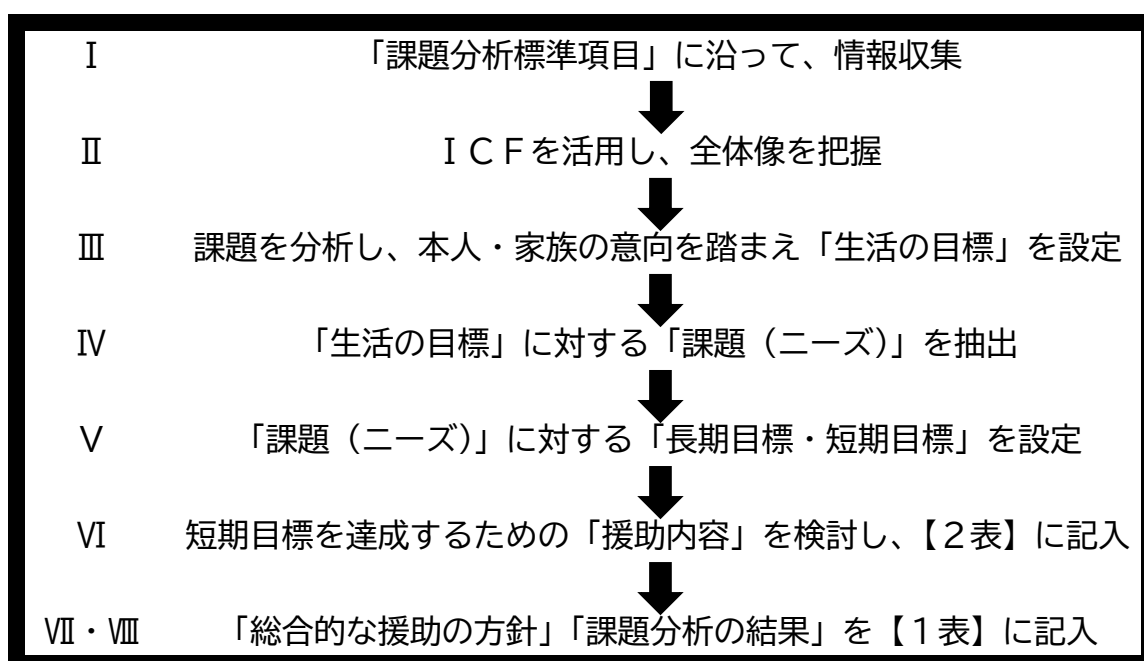 Ⅰ 「課題分析標準項目」に沿って、情報収集
Ⅱ ＩＣＦを活用し、全体像を把握
Ⅲ 課題を分析し、本人・家族の意向を踏まえ「生活の目標」を設定
Ⅳ 「生活の目標」に対する「課題（ニーズ）」を抽出
Ⅴ 「課題（ニーズ）」に対する「長期目標・短期目標」を設定
Ⅵ 短期目標を達成するための「援助内容」を検討し、【２表】に記入
Ⅶ・Ⅷ 「総合的な援助の方針」「課題分析の結果」を【１表】に記入